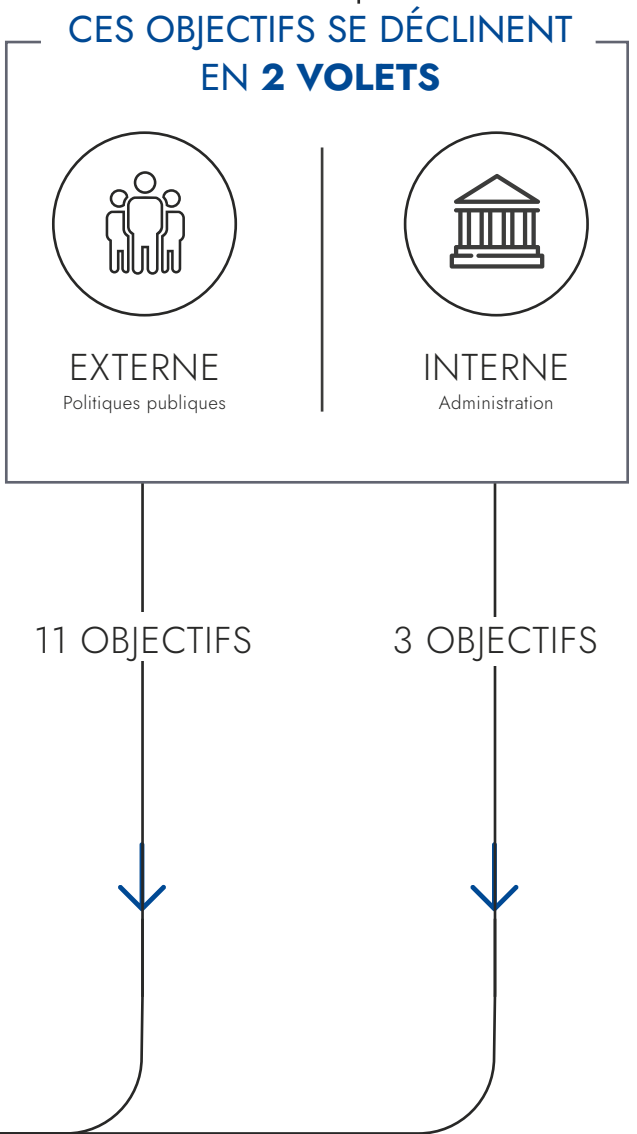 CES OBJECTIFS SE DÉCLINENT
EN 2 VOLETS
EXTERNE
Politiques publiques
INTERNE
Administration
11 OBJECTIFS
3 OBJECTIFS